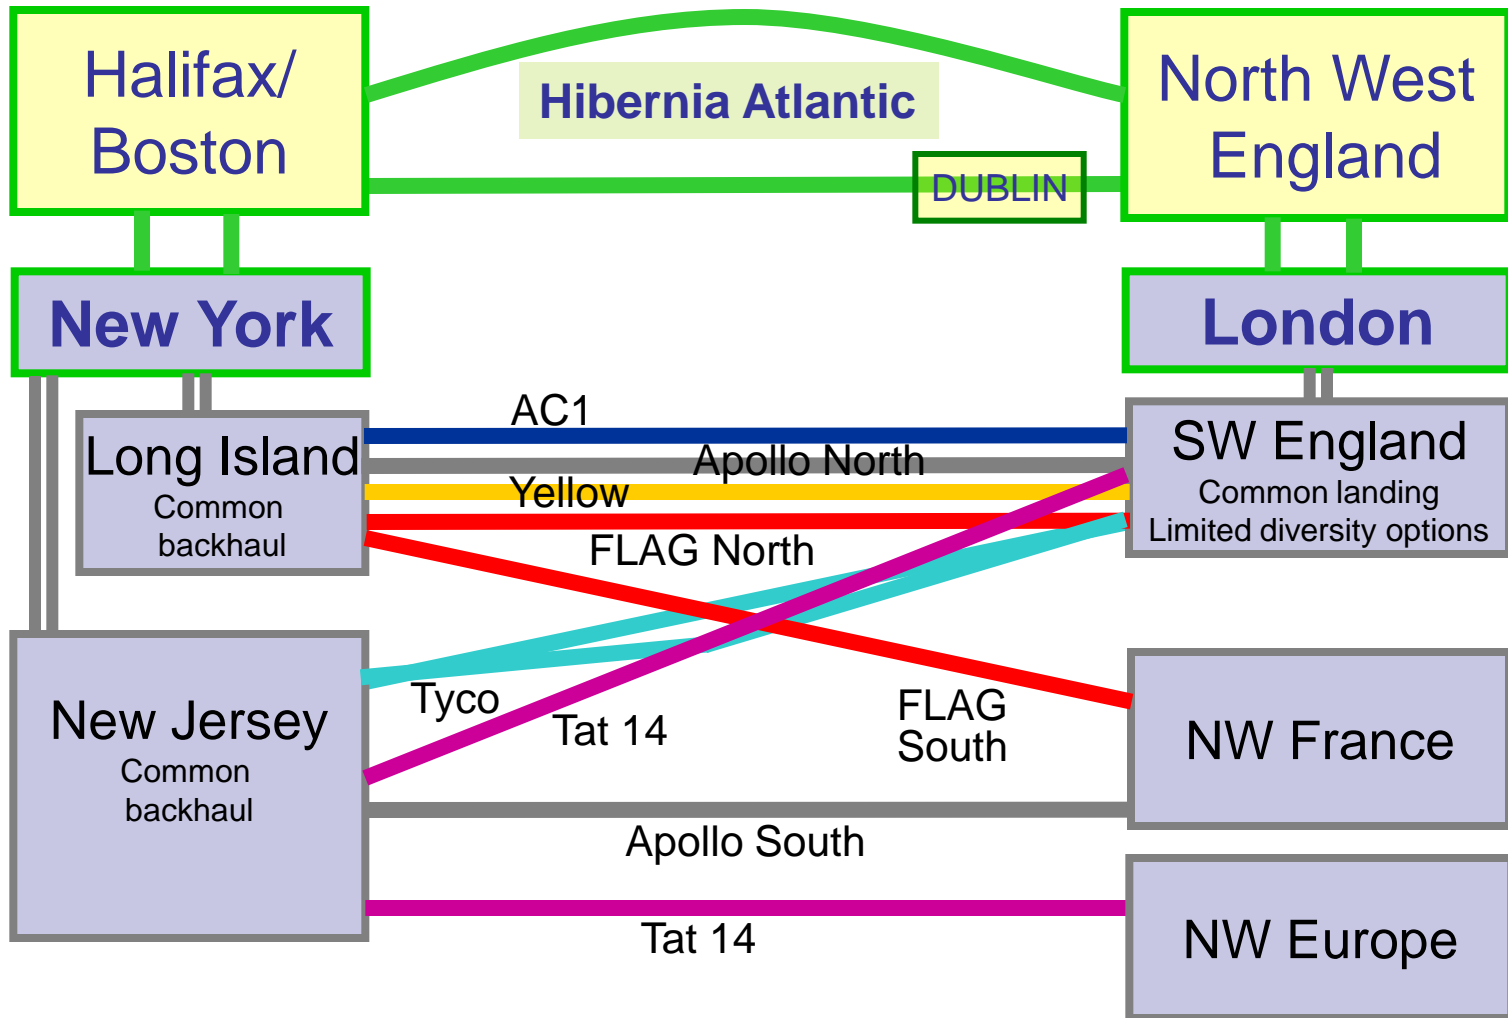 Halifax/
Boston
Hibernia Atlantic
North West
England
DUBLIN
New York
London
AC1
Long Island
Common
backhaul
Apollo North
Yellow
FLAG North
SW England
Common landing
Limited diversity options
New Jersey
Common
backhaul
Tyco
Tat 14
FLAG
South
NW France
Apollo South
Tat 14
NW Europe